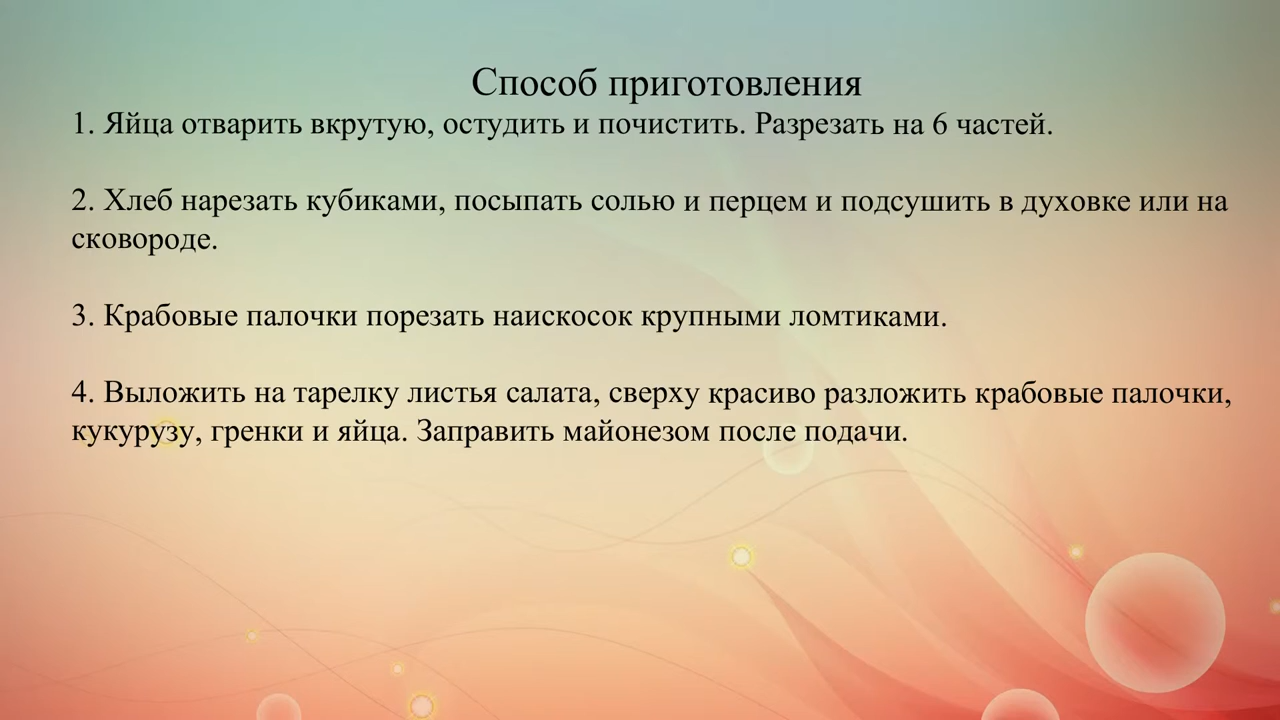 Способ приготовления
1. Яйца отварить вкрутую, остудить и почистить. Разрезать на 6 частей.
2. Хлеб нарезать кубиками, посыпать солью и перцем и подсушить в духовке или на
сковороде.
3. Крабовые палочки порезать наискосок крупными ломтиками.
4. Выложить на тарелку листья салата, сверху красиво разложить крабовые палочки,
кукурузу, гренки и яйца. Заправить майонезом после подачи.